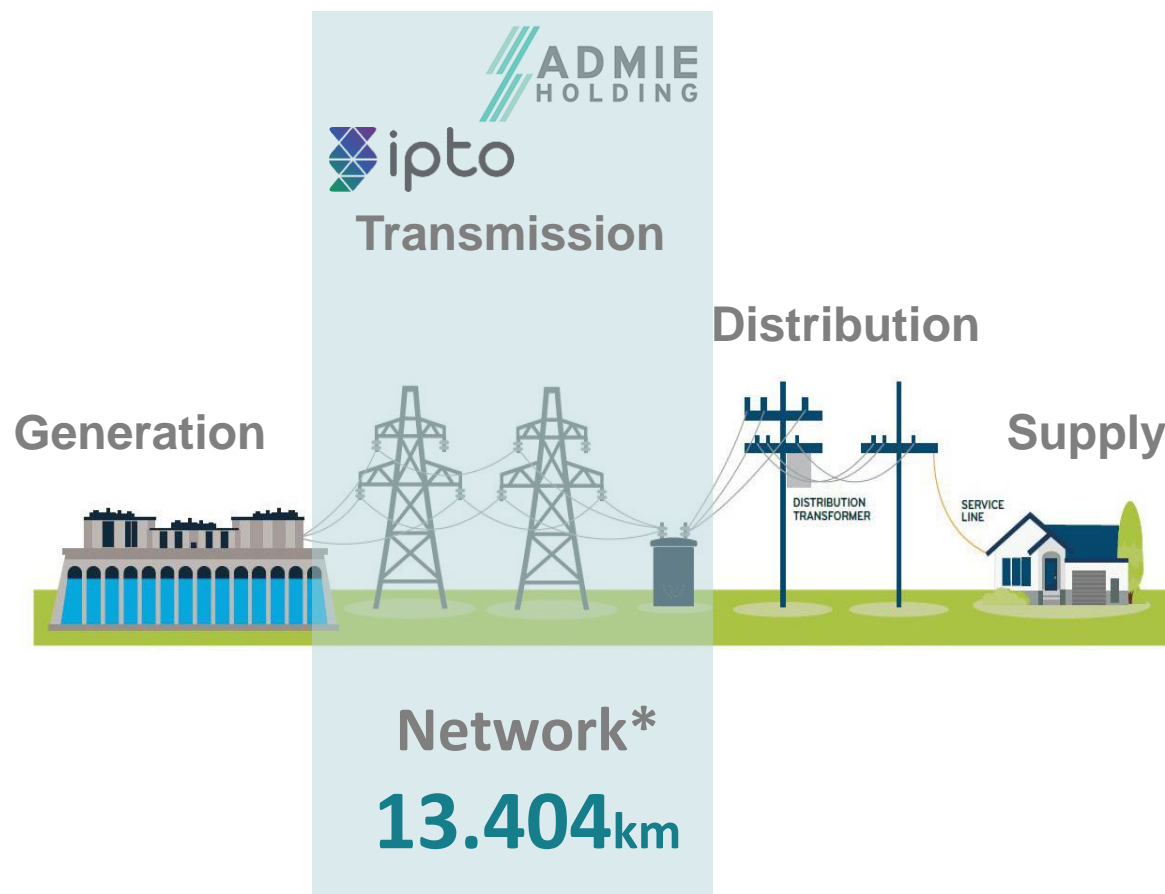 ADMIE
HOLDING
ipto
Transmission
Distribution
Generation
Supply
DISTRIBUTION
TRANSFORMER
SERVICE
LINE
Network*
13.404km